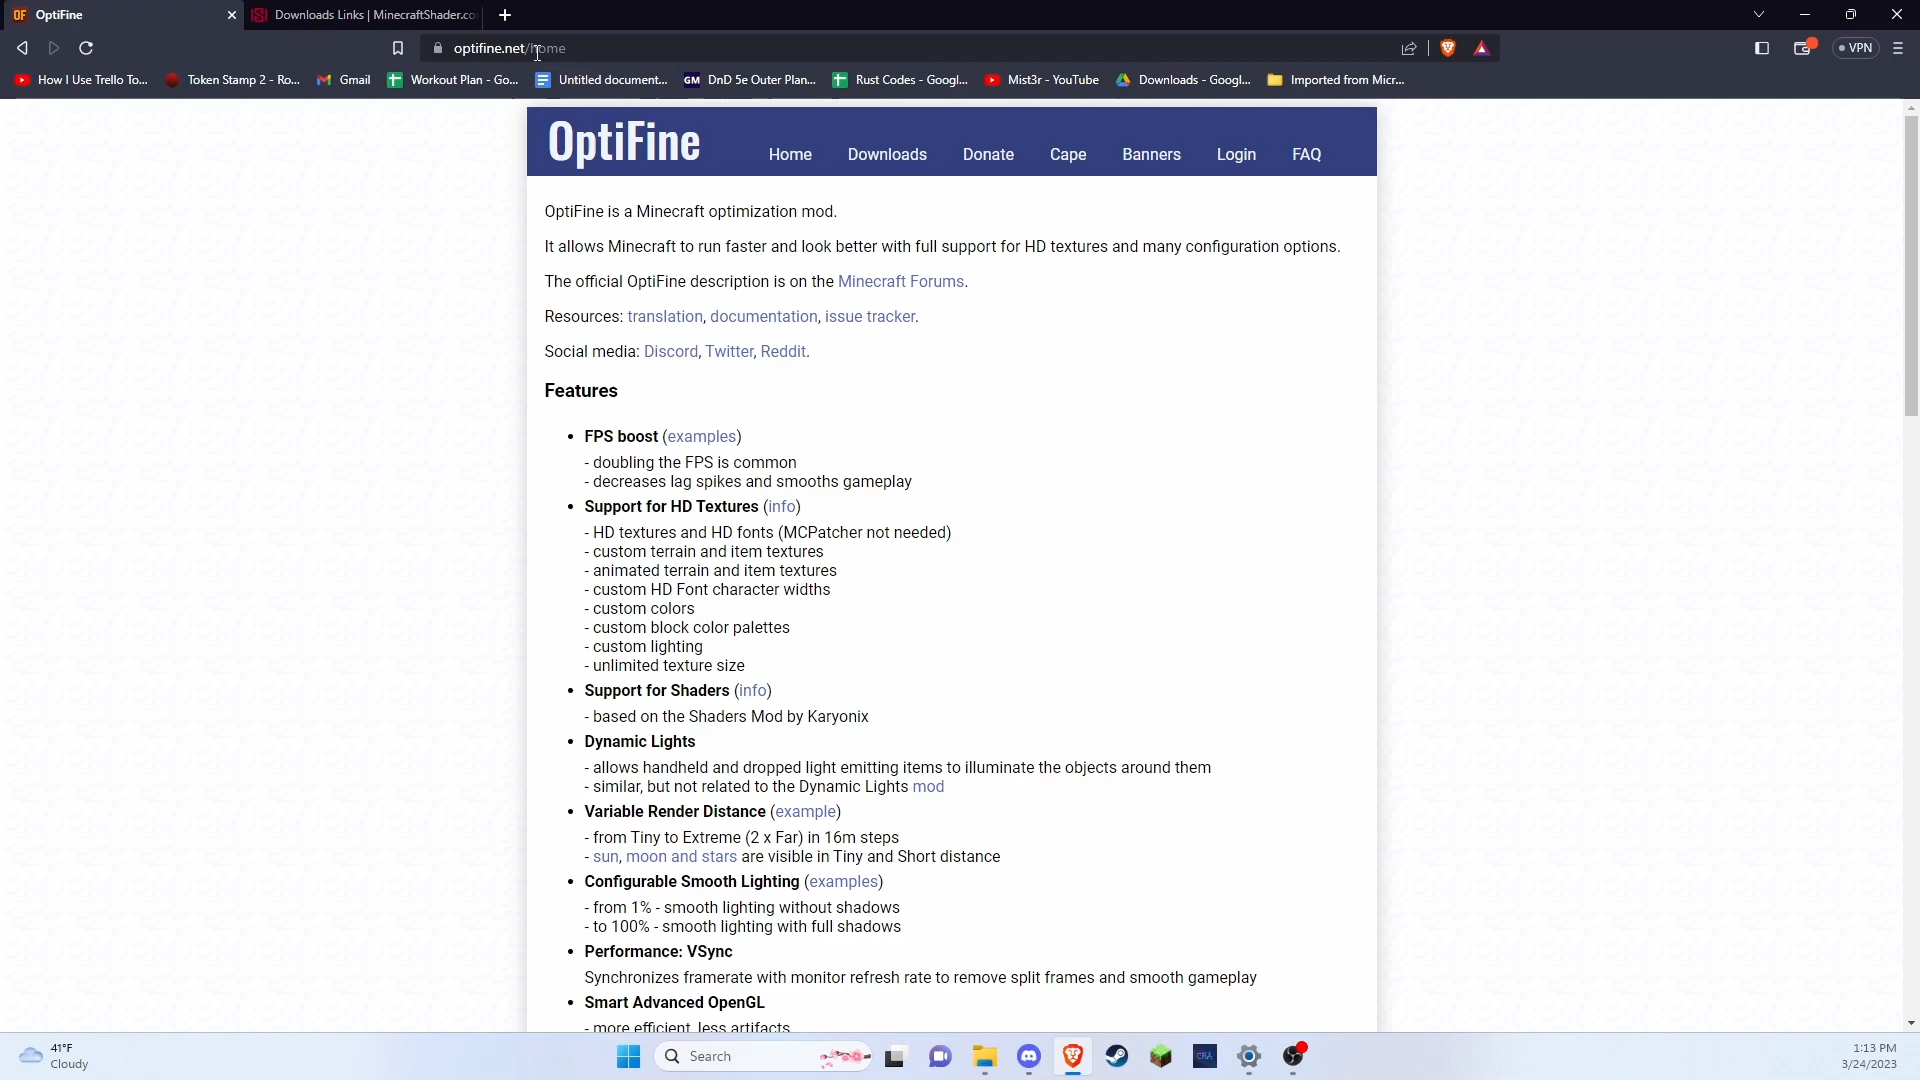 OF OptiFine
Downloads Links | MinecraftShader.co
optifine.net/home
VPN
How I Use Trello To...
Token Stamp 2 - Ro...
Gmail
Workout Plan - Go...
Untitled document...
GM DnD 5e Outer Plan...
Rust Codes - Googl...
Mist3r - YouTube
Downloads - Googl...
Imported from Micr...
OptiFine
Home Downloads Donate Cape Banners Login FAQ
OptiFine is a Minecraft optimization mod.
It allows Minecraft to run faster and look better with full support for HD textures and many configuration options.
The official OptiFine description is on the Minecraft Forums.
Resources: translation, documentation, issue tracker.
Social media: Discord, Twitter, Reddit.
Features
• FPS boost (examples)
- doubling the FPS is common
- decreases lag spikes and smooths gameplay
• Support for HD Textures (info)
- HD textures and HD fonts (MCPatcher not needed)
- custom terrain and item textures
- animated terrain and item textures
- custom HD Font character widths
- custom colors
- custom block color palettes
- custom lighting
- unlimited texture size
• Support for Shaders (info)
- based on the Shaders Mod by Karyonix
• Dynamic Lights
- allows handheld and dropped light emitting items to illuminate the objects around them
- similar, but not related to the Dynamic Lights mod
• Variable Render Distance (example)
- from Tiny to Extreme (2 x Far) in 16m steps
- sun, moon and stars are visible in Tiny and Short distance
• Configurable Smooth Lighting (examples)
- from 1% - smooth lighting without shadows
- to 100% - smooth lighting with full shadows
• Performance: VSync
Synchronizes framerate with monitor refresh rate to remove split frames and smooth gameplay
• Smart Advanced OpenGL
- more efficient, less artifacts
41°F
Cloudy
Search
1:13 PM
3/24/2023